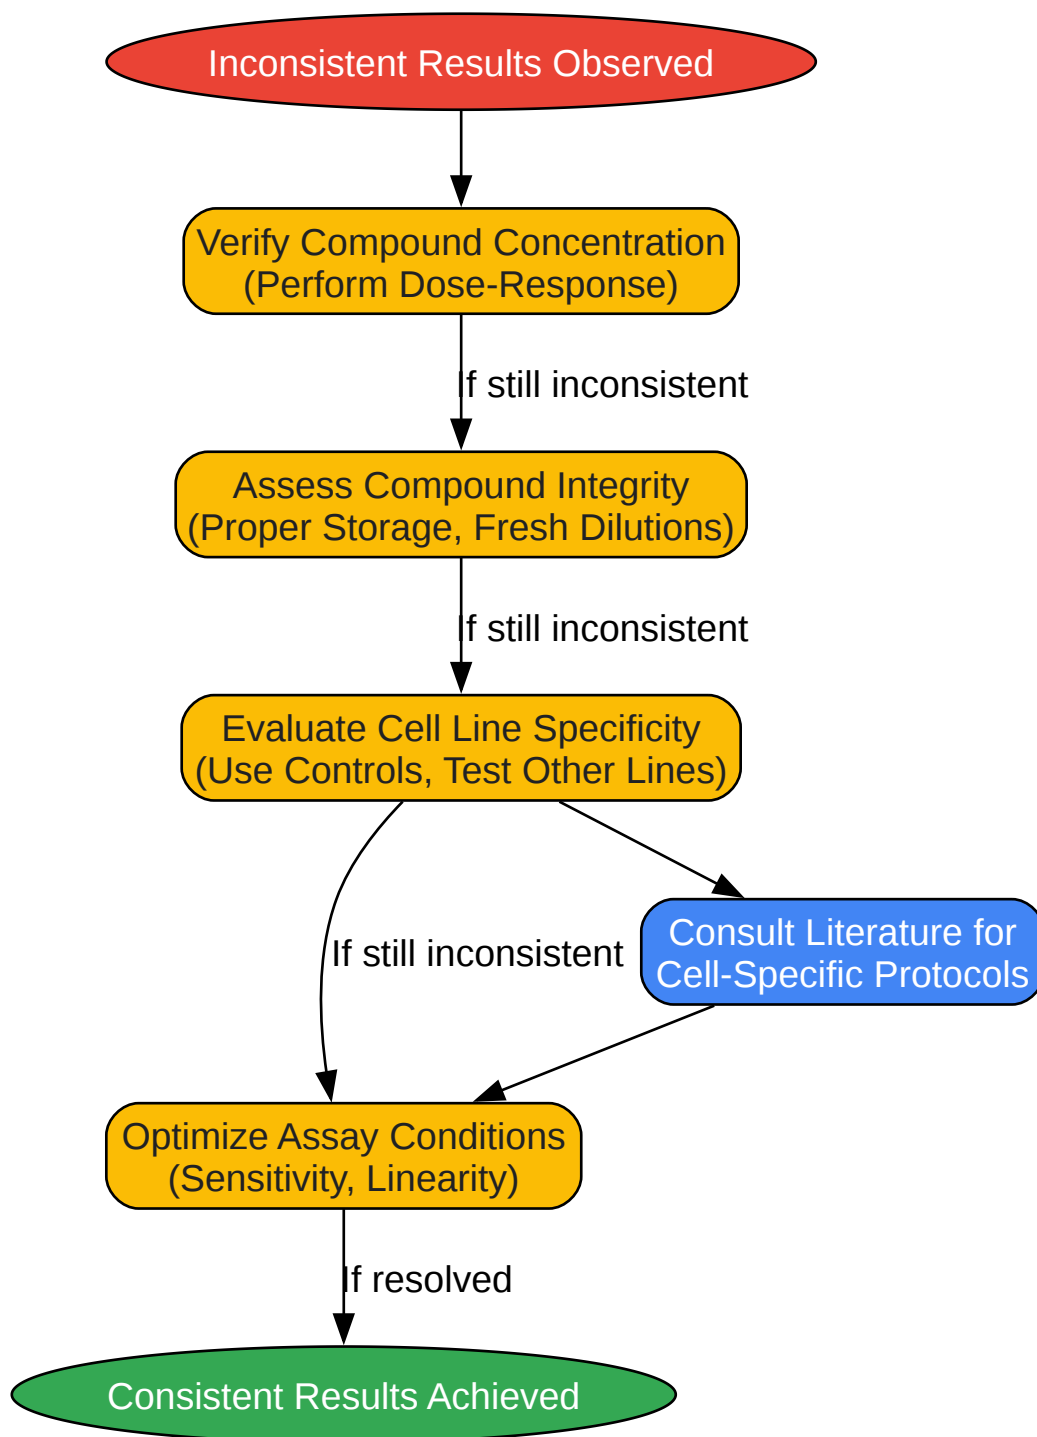 Inconsistent Results Observed
Verify Compound Concentration
(Perform Dose-Response)
If still inconsistent
Assess Compound Integrity
(Proper Storage, Fresh Dilutions)
If still inconsistent
Evaluate Cell Line Specificity
(Use Controls, Test Other Lines)
If still inconsistent
Consult Literature for
Cell-Specific Protocols
Optimize Assay Conditions
(Sensitivity, Linearity)
If resolved
Consistent Results Achieved